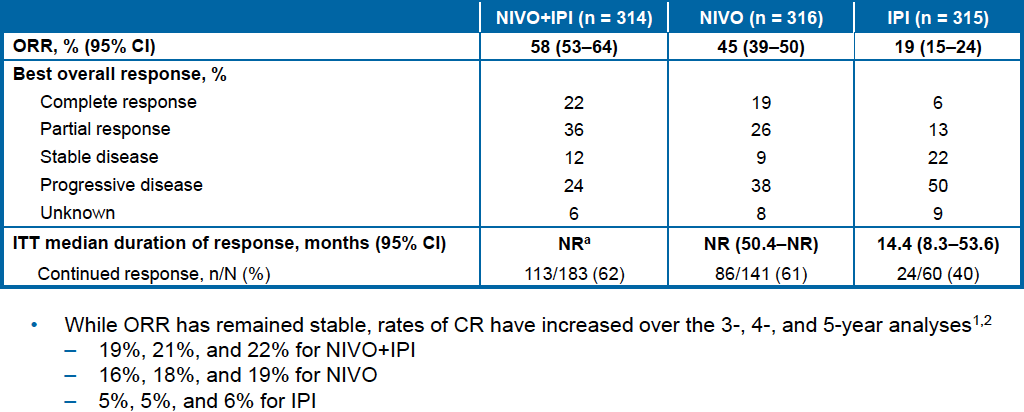 NIVO+IPI (n = 314) NIVO (n = 316) IPI (n = 315)
ORR, % (95% CI) 58 (53–64) 45 (39–50) 19 (15–24)
Best overall response, %
Complete response 22 19 6
Partial response 36 26 13
Stable disease 12 9 22
Progressive disease 24 38 50
Unknown 6 8 9
ITT median duration of response, months (95% CI) NRᵃ NR (50.4–NR) 14.4 (8.3–53.6)
Continued response, n/N (%) 113/183 (62) 86/141 (61) 24/60 (40)
• While ORR has remained stable, rates of CR have increased over the 3-, 4-, and 5-year analyses¹,²
– 19%, 21%, and 22% for NIVO+IPI
– 16%, 18%, and 19% for NIVO
– 5%, 5%, and 6% for IPI